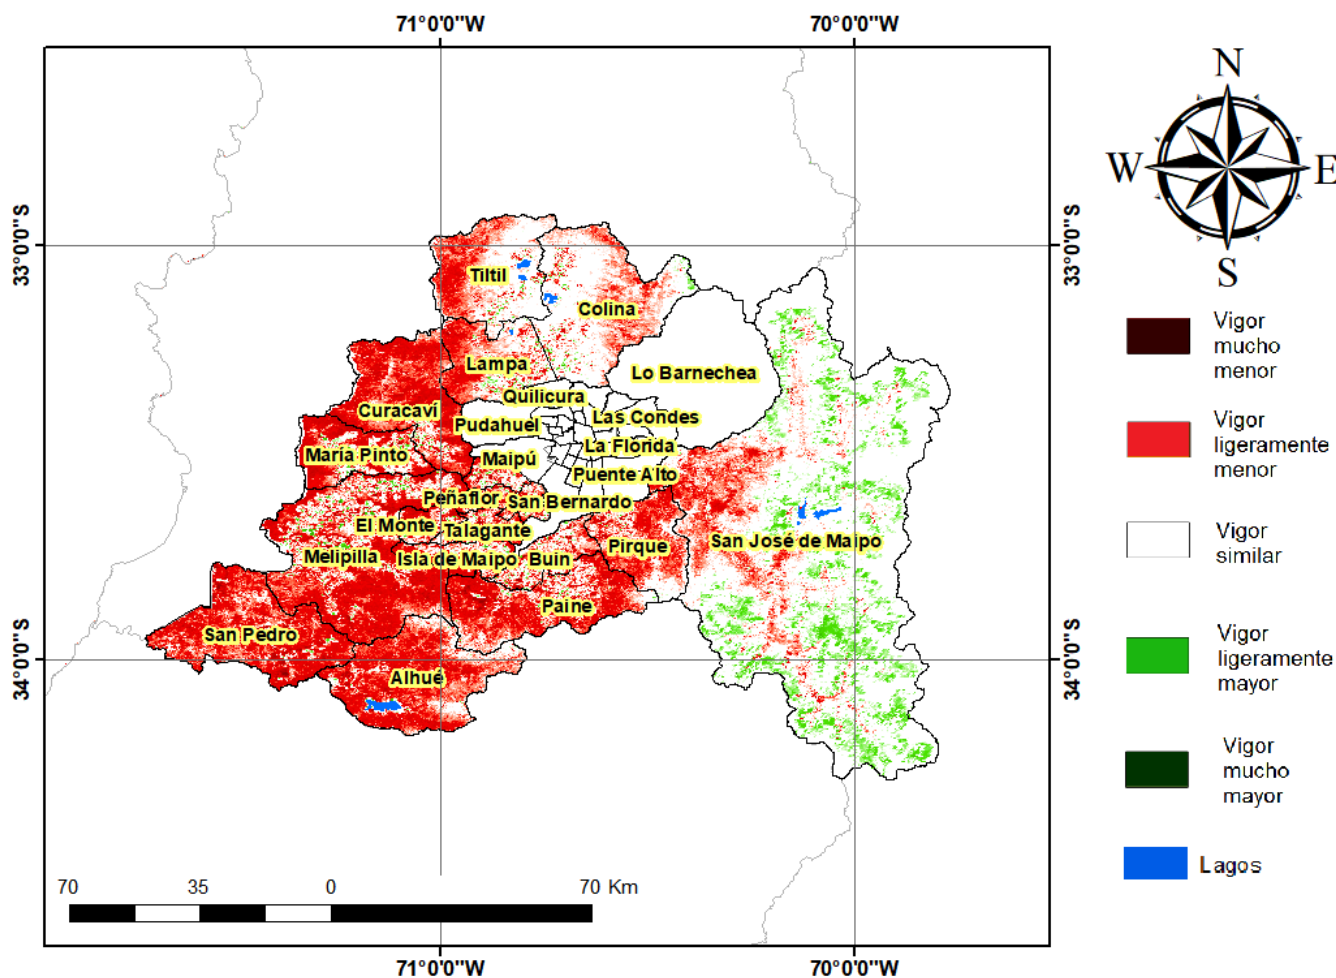 71°0'0"W
70°0'0"W
33°0'0"S
33°0'0"S
N
W
E
S
Tiltil
Colina
Lampa
Lo Barnechea
Quilicura
Curacaví
Las Condes
Pudahuel
La Florida
María Pinto
Maipú
Puente Alto
Peñaflor
San Bernardo
El Monte
Talagante
San José de Maipo
Pirque
Melipilla
Isla de Maipo
Buin
Paine
San Pedro
Alhué
34°0'0"S
34°0'0"S
70
35
0
70 Km
71°0'0"W
70°0'0"W
Vigor
mucho
menor
Vigor
ligeramente
menor
Vigor
similar
Vigor
ligeramente
mayor
Vigor
mucho
mayor
Lagos